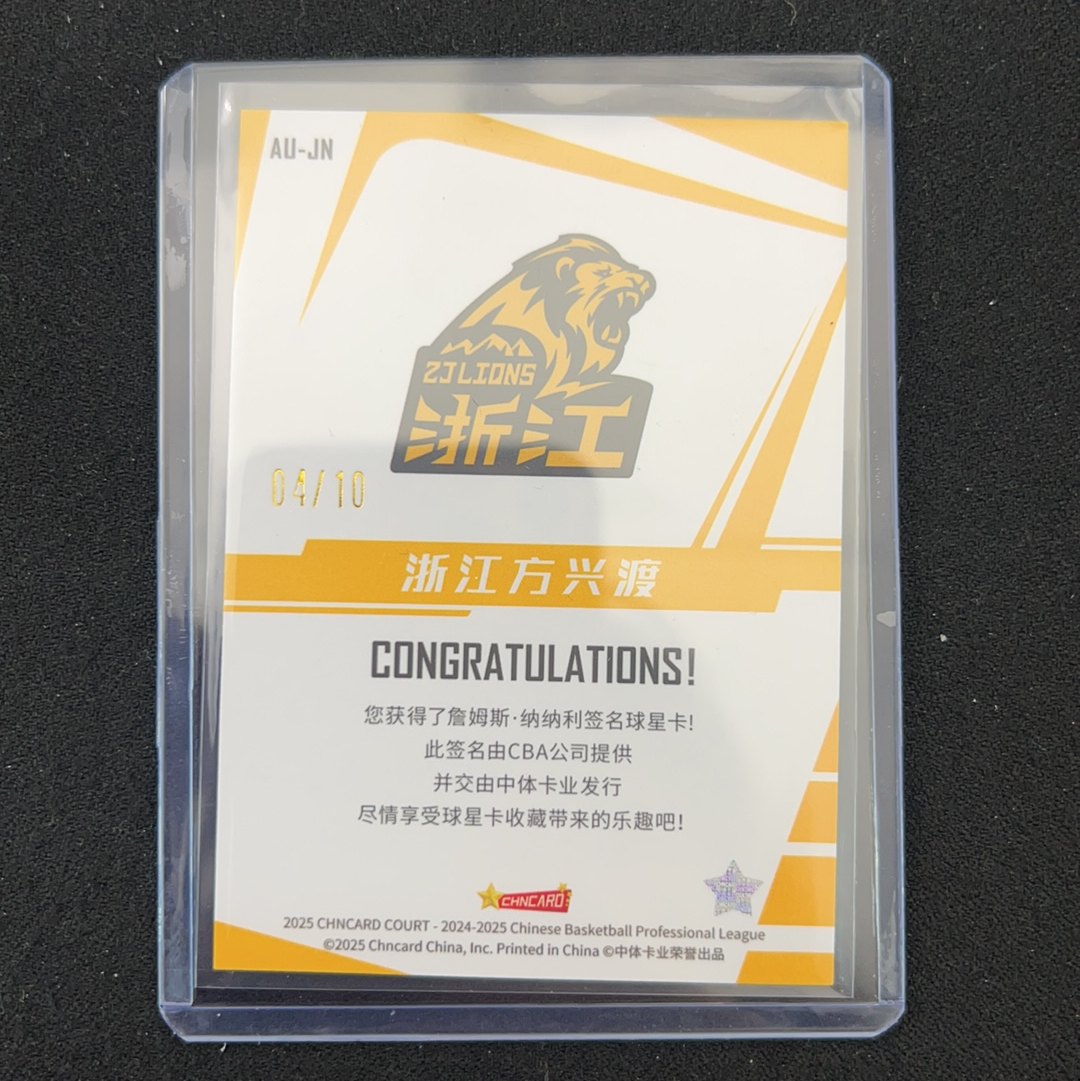 AU-JN
ZJ LIONS
浙江
04/10
浙江方兴渡
CONGRATULATIONS!
您获得了詹姆斯·纳纳利签名球星卡!
此签名由CBA公司提供
并交由中体卡业发行
尽情享受球星卡收藏带来的乐趣吧!
CHNCARD
2025 CHNCARD COURT - 2024-2025 Chinese Basketball Professional League
©2025 Chncard China, Inc. Printed in China ©中体卡业荣誉出品